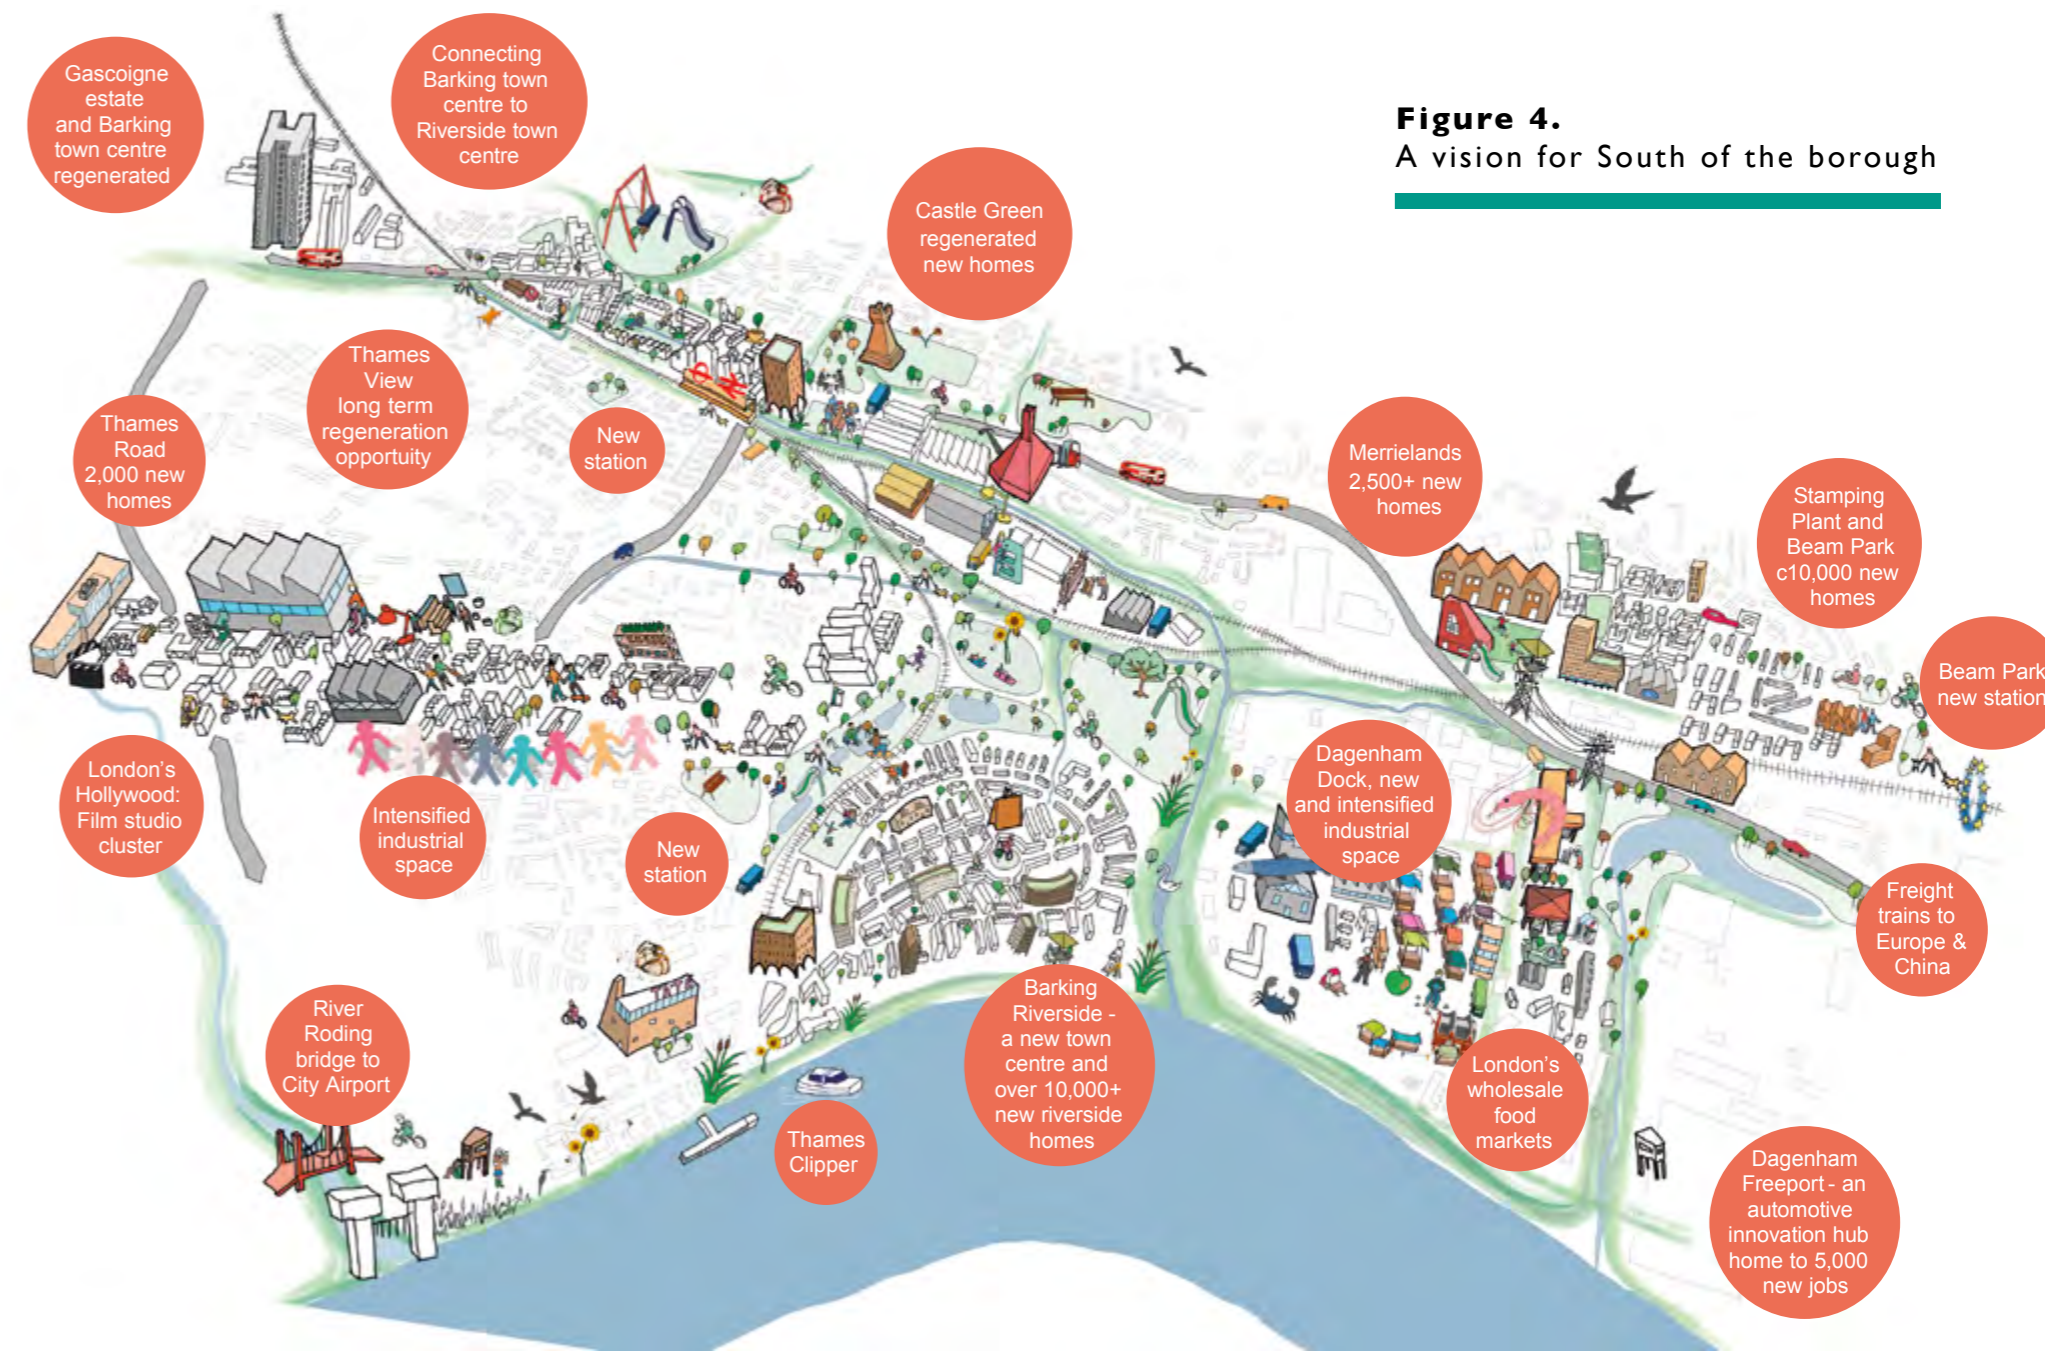 Figure 4.
A vision for South of the borough
Gascoigne
estate
and Barking
town centre
regenerated
Connecting
Barking town
centre to
Riverside town
centre
Castle Green
regenerated
new homes
Thames
View
long term
regeneration
opportuity
Thames
Road
2,000 new
homes
New
station
Merrielands
2,500+ new
homes
Stamping
Plant and
Beam Park
c10,000 new
homes
Beam Park
new station
London's
Hollywood:
Film studio
cluster
Intensified
industrial
space
New
station
Dagenham
Dock, new
and intensified
industrial
space
Freight
trains to
Europe &
China
River
Roding
bridge to
City Airport
Thames
Clipper
Barking
Riverside -
a new town
centre and
over 10,000+
new riverside
homes
London's
wholesale
food
markets
Dagenham
Freeport - an
automotive
innovation hub
home to 5,000
new jobs
TATE